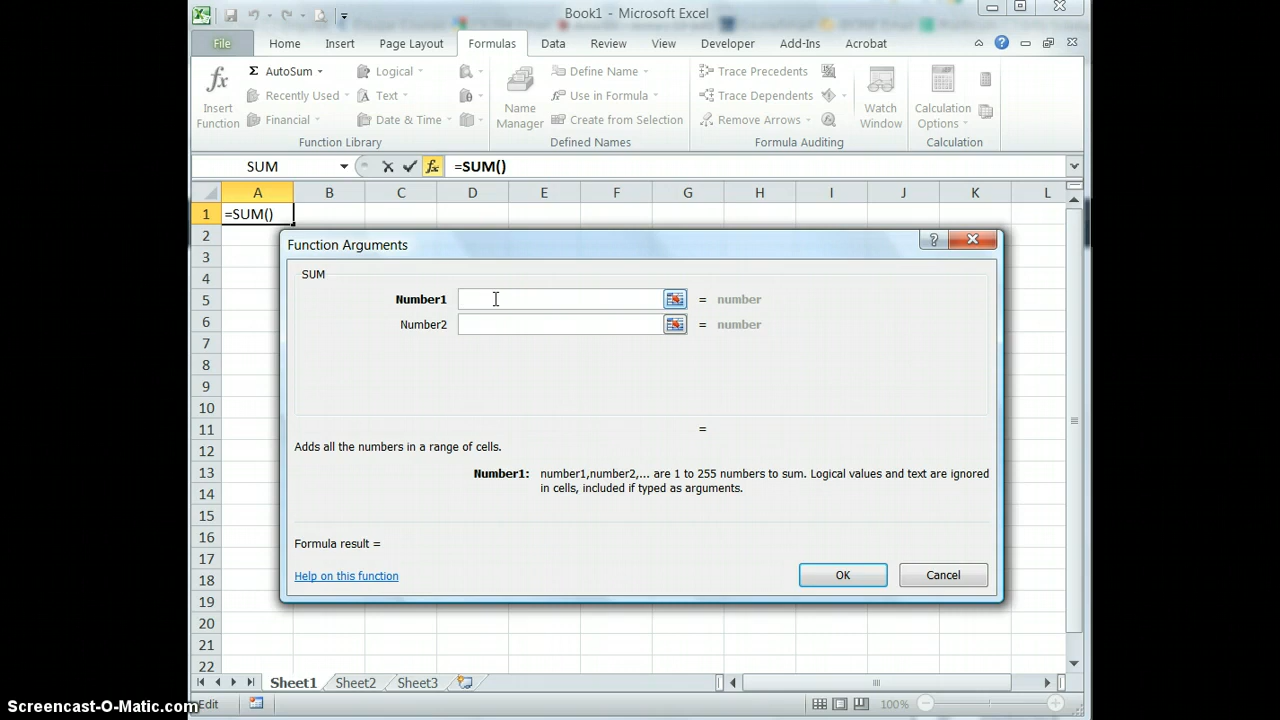 Book1 - Microsoft Excel
File Home Insert Page Layout Formulas Data Review View Developer Add-Ins Acrobat
fx Insert Function
Σ AutoSum
Recently Used
Financial
Logical
Text
Date & Time
Function Library
Name Manager
Define Name
Use in Formula
Create from Selection
Defined Names
Trace Precedents
Trace Dependents
Remove Arrows
Formula Auditing
Watch Window
Calculation Options
Calculation
SUM fx =SUM()
A B C D E F G H I J K L
1 =SUM()
2
3
4
5
6
7
8
9
10
11
12
13
14
15
16
17
18
19
20
21
22
Function Arguments ?
SUM
Number1 = number
Number2 = number
=
Adds all the numbers in a range of cells.
Number1: number1,number2,... are 1 to 255 numbers to sum. Logical values and text are ignored
in cells, included if typed as arguments.
Formula result =
Help on this function
OK Cancel
Sheet1 Sheet2 Sheet3
Edit 100%
Screencast-O-Matic.com